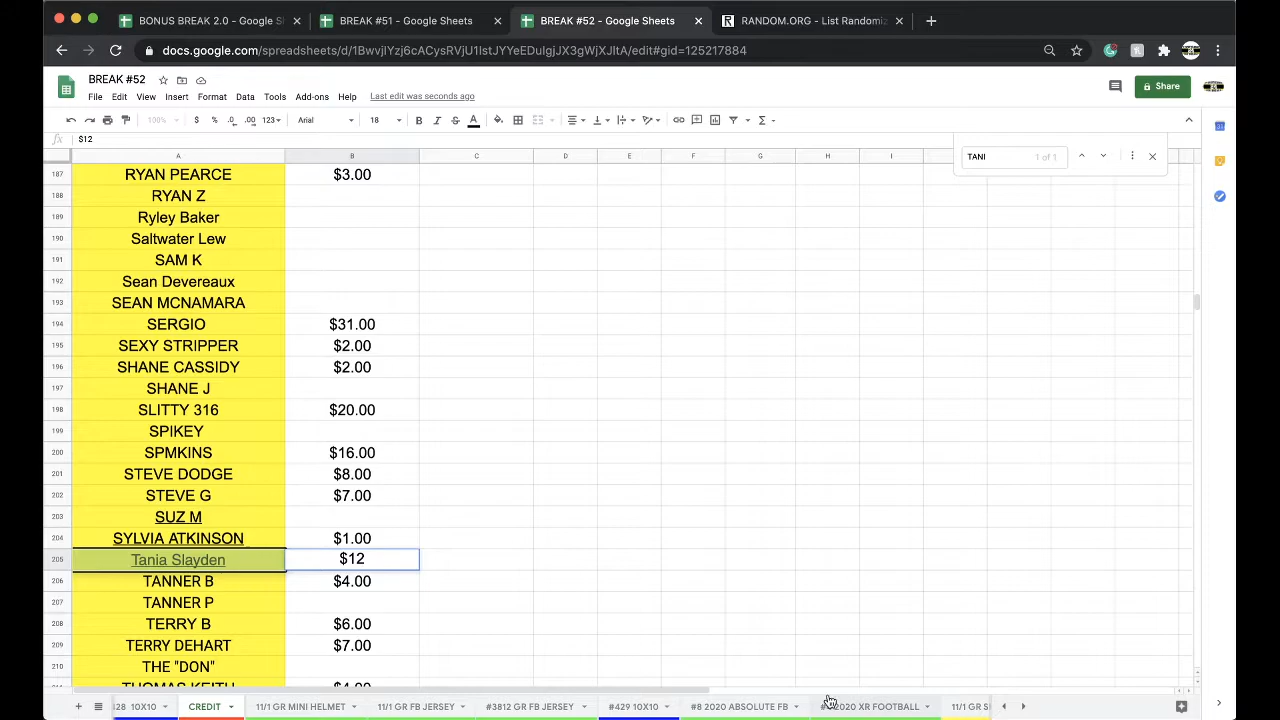 BONUS BREAK 2.0 - Google S
BREAK #51 - Google Sheets
BREAK #52 - Google Sheets
RANDOM.ORG - List Randomiz
docs.google.com/spreadsheets/d/1BwvjIYzj6cACysRVjU1IstJYYeEDuIgjJX3gWjXJltA/edit#gid=125217884
BREAK #52
File Edit View Insert Format Data Tools Add-ons Help Last edit was seconds ago
Share
100% $ % .0 .00 123 Arial 18 B I S A
fx $12
TANI 1 of 1
A B C D E F G H I
187 RYAN PEARCE $3.00
188 RYAN Z
189 Ryley Baker
190 Saltwater Lew
191 SAM K
192 Sean Devereaux
193 SEAN MCNAMARA
194 SERGIO $31.00
195 SEXY STRIPPER $2.00
196 SHANE CASSIDY $2.00
197 SHANE J
198 SLITTY 316 $20.00
199 SPIKEY
200 SPMKINS $16.00
201 STEVE DODGE $8.00
202 STEVE G $7.00
203 SUZ M
204 SYLVIA ATKINSON $1.00
205 Tania Slayden $12
206 TANNER B $4.00
207 TANNER P
208 TERRY B $6.00
209 TERRY DEHART $7.00
210 THE "DON"
THOMAS KEITH $4.00
28 10X10 CREDIT 11/1 GR MINI HELMET 11/1 GR FB JERSEY #3812 GR FB JERSEY #429 10X10 #8 2020 ABSOLUTE FB 2020 XR FOOTBALL 11/1 GR S